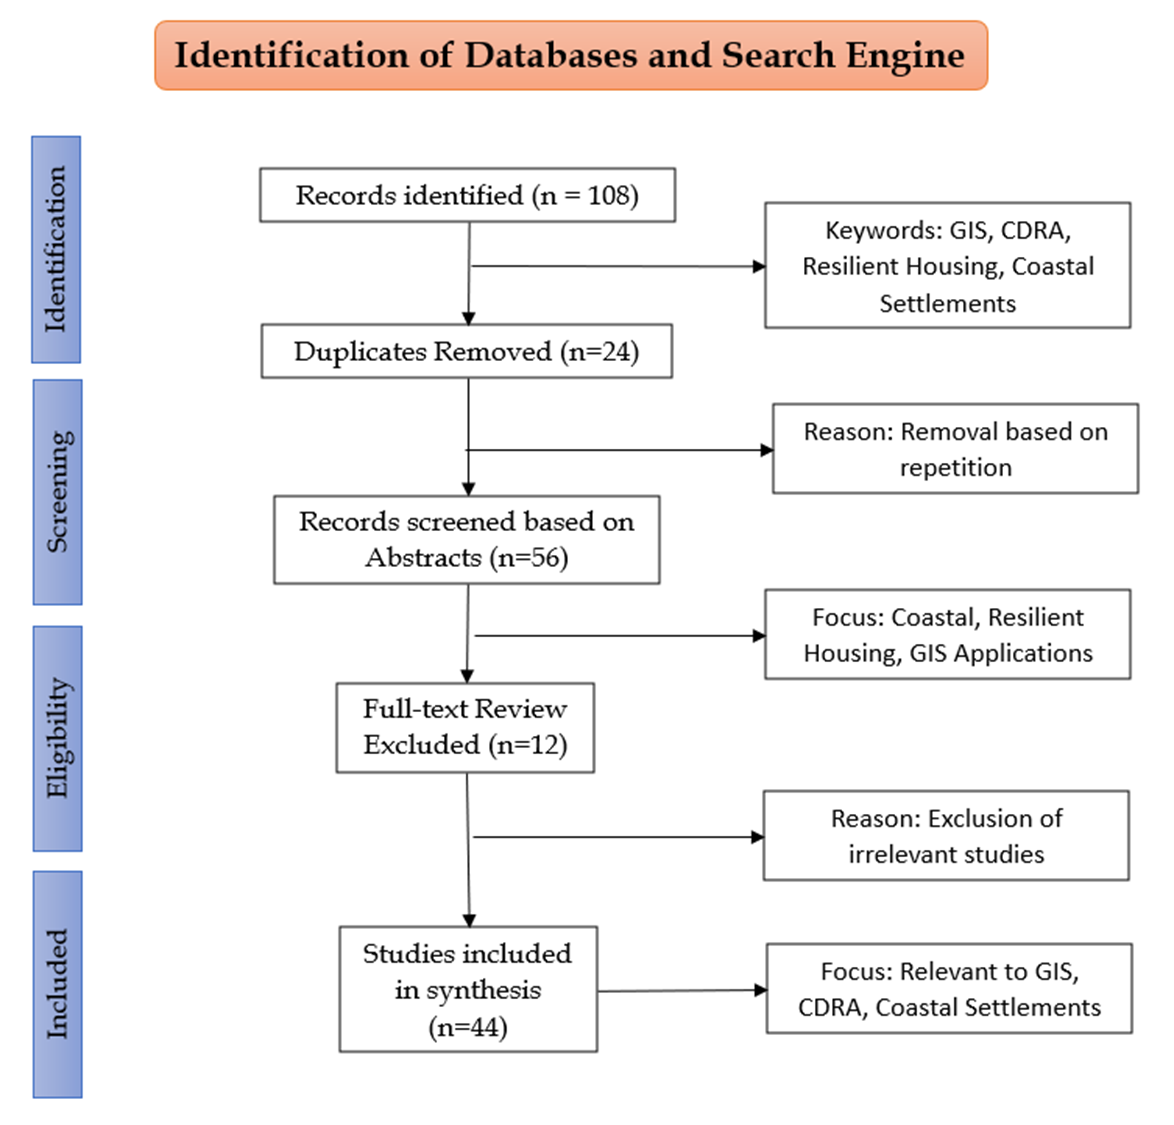 Identification of Databases and Search Engine
Identification
Records identified (n = 108)
Keywords: GIS, CDRA,
Resilient Housing, Coastal
Settlements
Duplicates Removed (n=24)
Screening
Reason: Removal based on
repetition
Records screened based on
Abstracts (n=56)
Focus: Coastal, Resilient
Housing, GIS Applications
Eligibility
Full-text Review
Excluded (n=12)
Reason: Exclusion of
irrelevant studies
Included
Studies included
in synthesis
(n=44)
Focus: Relevant to GIS,
CDRA, Coastal Settlements